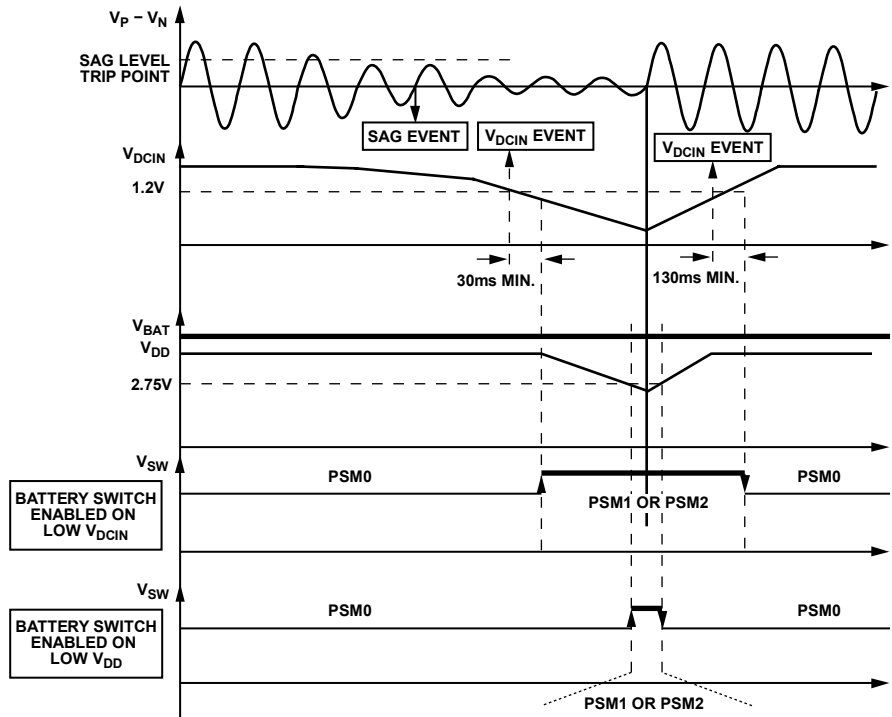 VP – VN
SAG LEVEL
TRIP POINT
SAG EVENT
VDCIN EVENT
VDCIN EVENT
VDCIN
1.2V
30ms MIN.
130ms MIN.
VBAT
VDD
2.75V
VSW
PSM0
PSM0
BATTERY SWITCH
ENABLED ON
LOW VDCIN
PSM1 OR PSM2
VSW
PSM0
PSM0
BATTERY SWITCH
ENABLED ON
LOW VDD
PSM1 OR PSM2